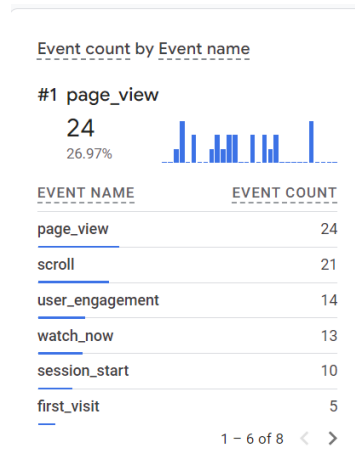 Event count by Event name
#1 page_view
24
26.97%
EVENT NAME EVENT COUNT
page_view 24
scroll 21
user_engagement 14
watch_now 13
session_start 10
first_visit 5
1 – 6 of 8